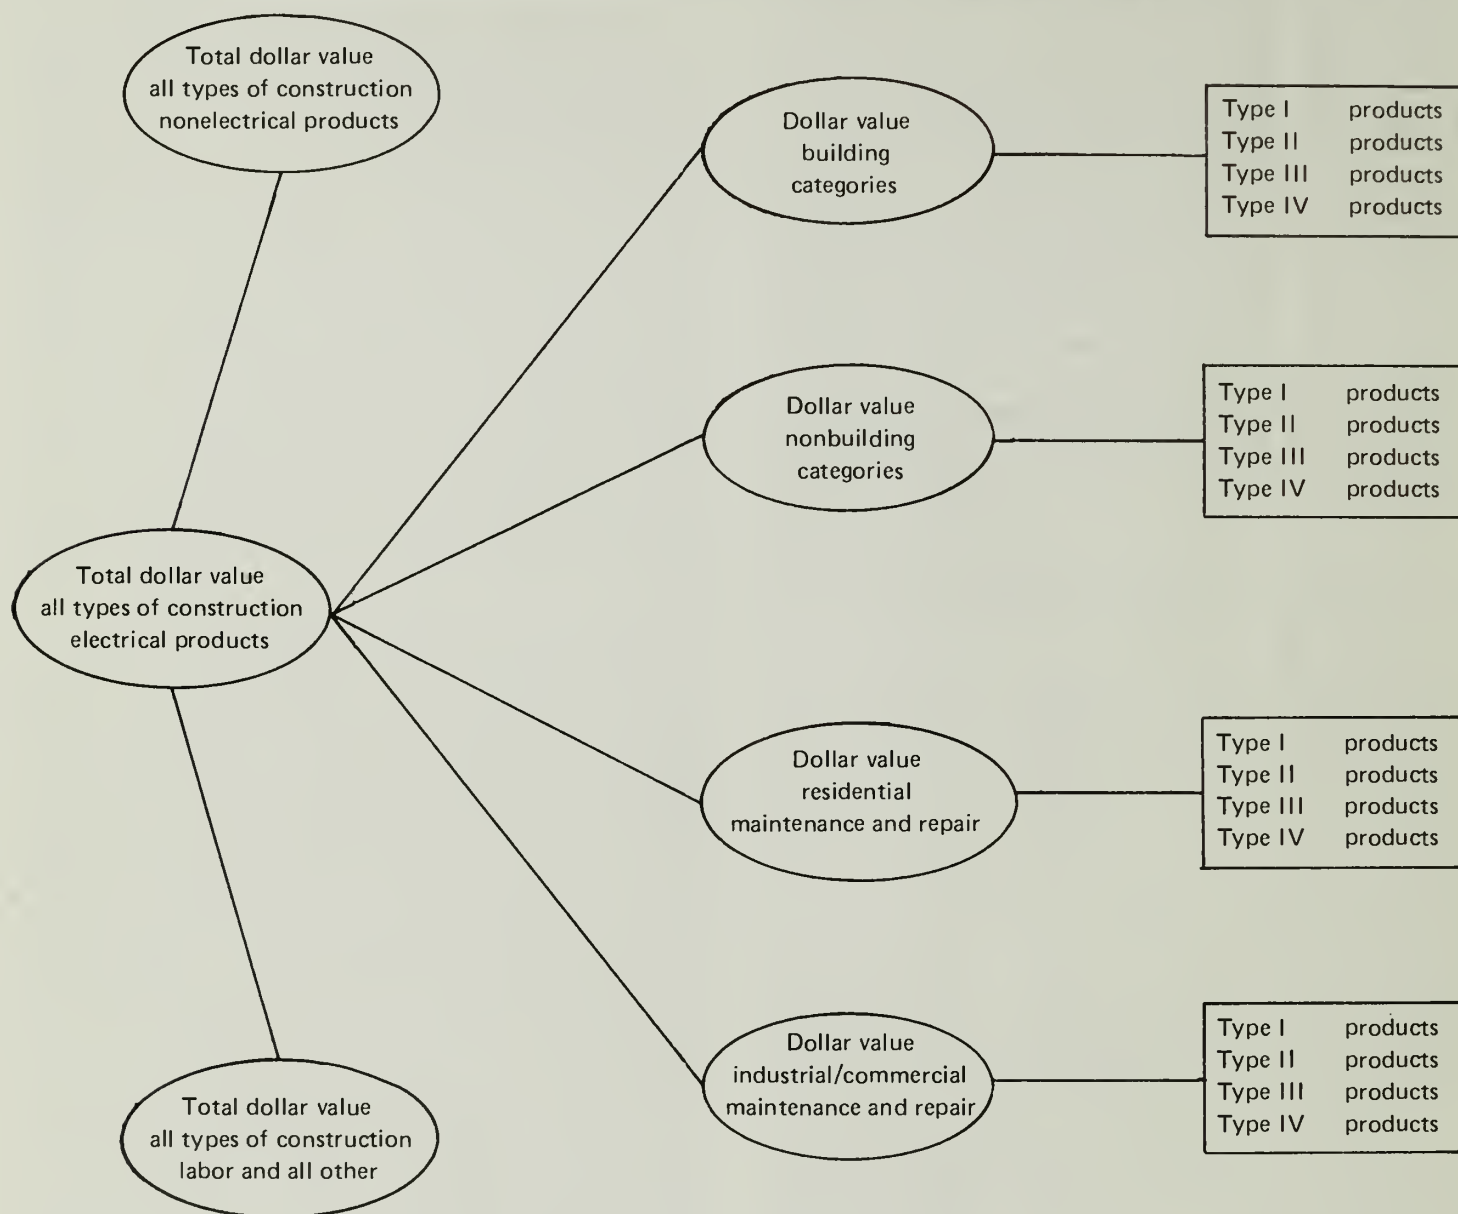 Total dollar value
all types of construction
nonelectrical products
Total dollar value
all types of construction
electrical products
Total dollar value
all types of construction
labor and all other
Dollar value
building
categories
Dollar value
nonbuilding
categories
Dollar value
residential
maintenance and repair
Dollar value
industrial/commercial
maintenance and repair
Type I products
Type II products
Type III products
Type IV products
Type I products
Type II products
Type III products
Type IV products
Type I products
Type II products
Type III products
Type IV products
Type I products
Type II products
Type III products
Type IV products